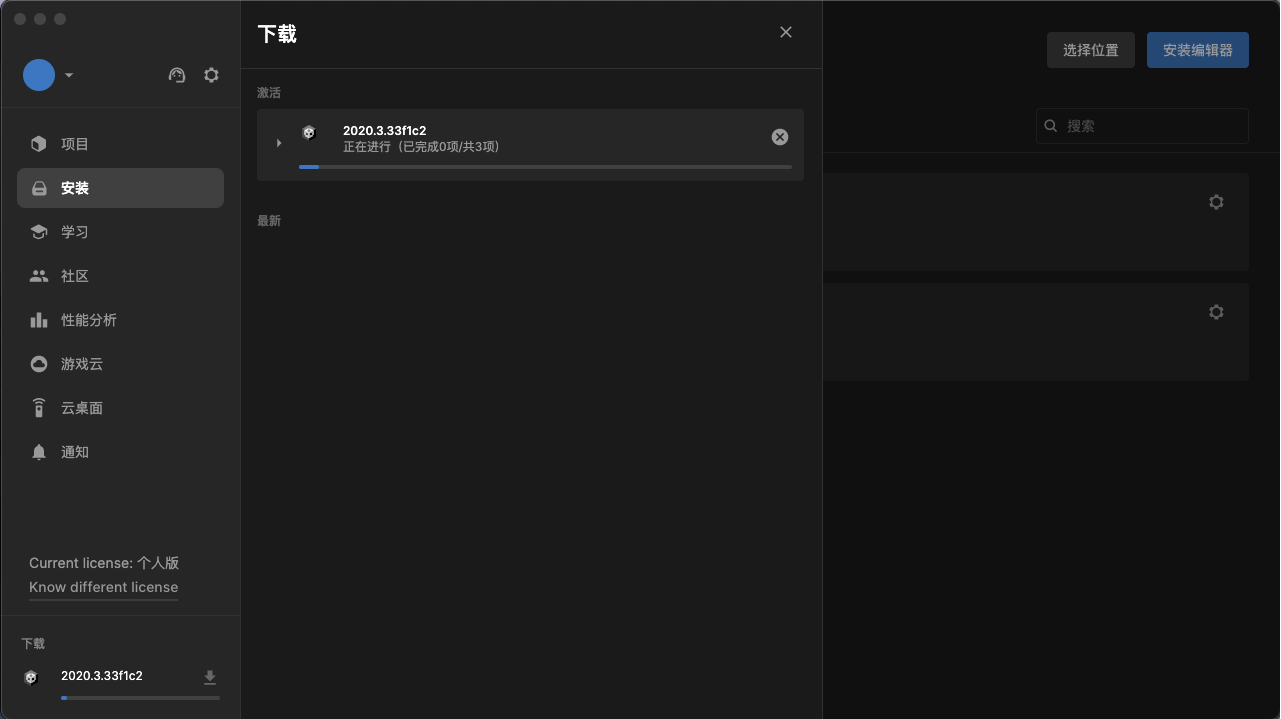 项目
安装
学习
社区
性能分析
游戏云
云桌面
通知
Current license: 个人版
Know different license
下载
2020.3.33f1c2
下载
激活
2020.3.33f1c2
正在进行（已完成0项/共3项）
最新
选择位置
安装编辑器
搜索